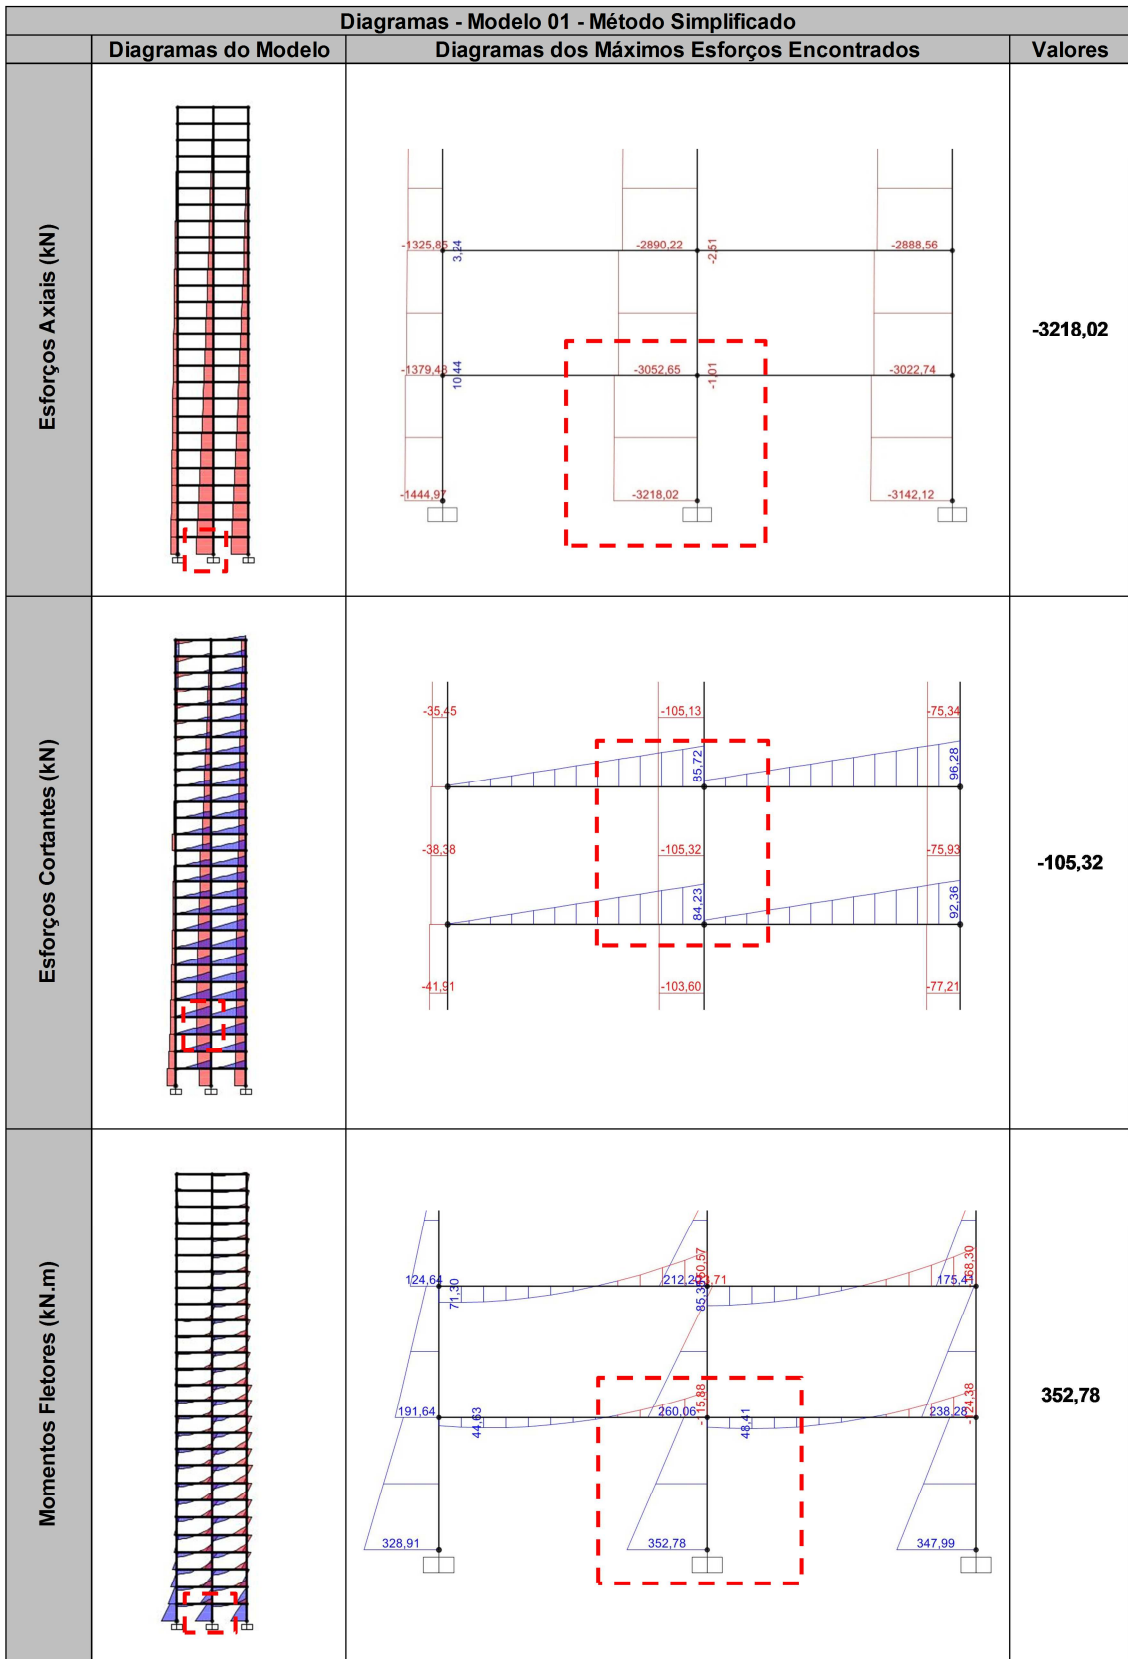 Diagramas - Modelo 01 - Método Simplificado
Diagramas do Modelo Diagramas dos Máximos Esforços Encontrados Valores
Esforços Axiais (kN)
-1325,85 3,24 -2890,22 -2,51 -2888,56
-3218,02
-1379,43 10,44 -3052,65 -1,01 -3022,74
-1444,97 -3218,02 -3142,12
Esforços Cortantes (kN)
-35,45 -105,13 -75,34
85,72 96,28
-38,38 -105,32 -75,93
-105,32
84,23 92,36
-41,91 -103,60 -77,21
Momentos Fletores (kN.m)
124,64 71,30 85,35 175,41
352,78
191,64 44,63 260,06 -115,88 48,41 238,28 -124,38
328,91 352,78 347,99